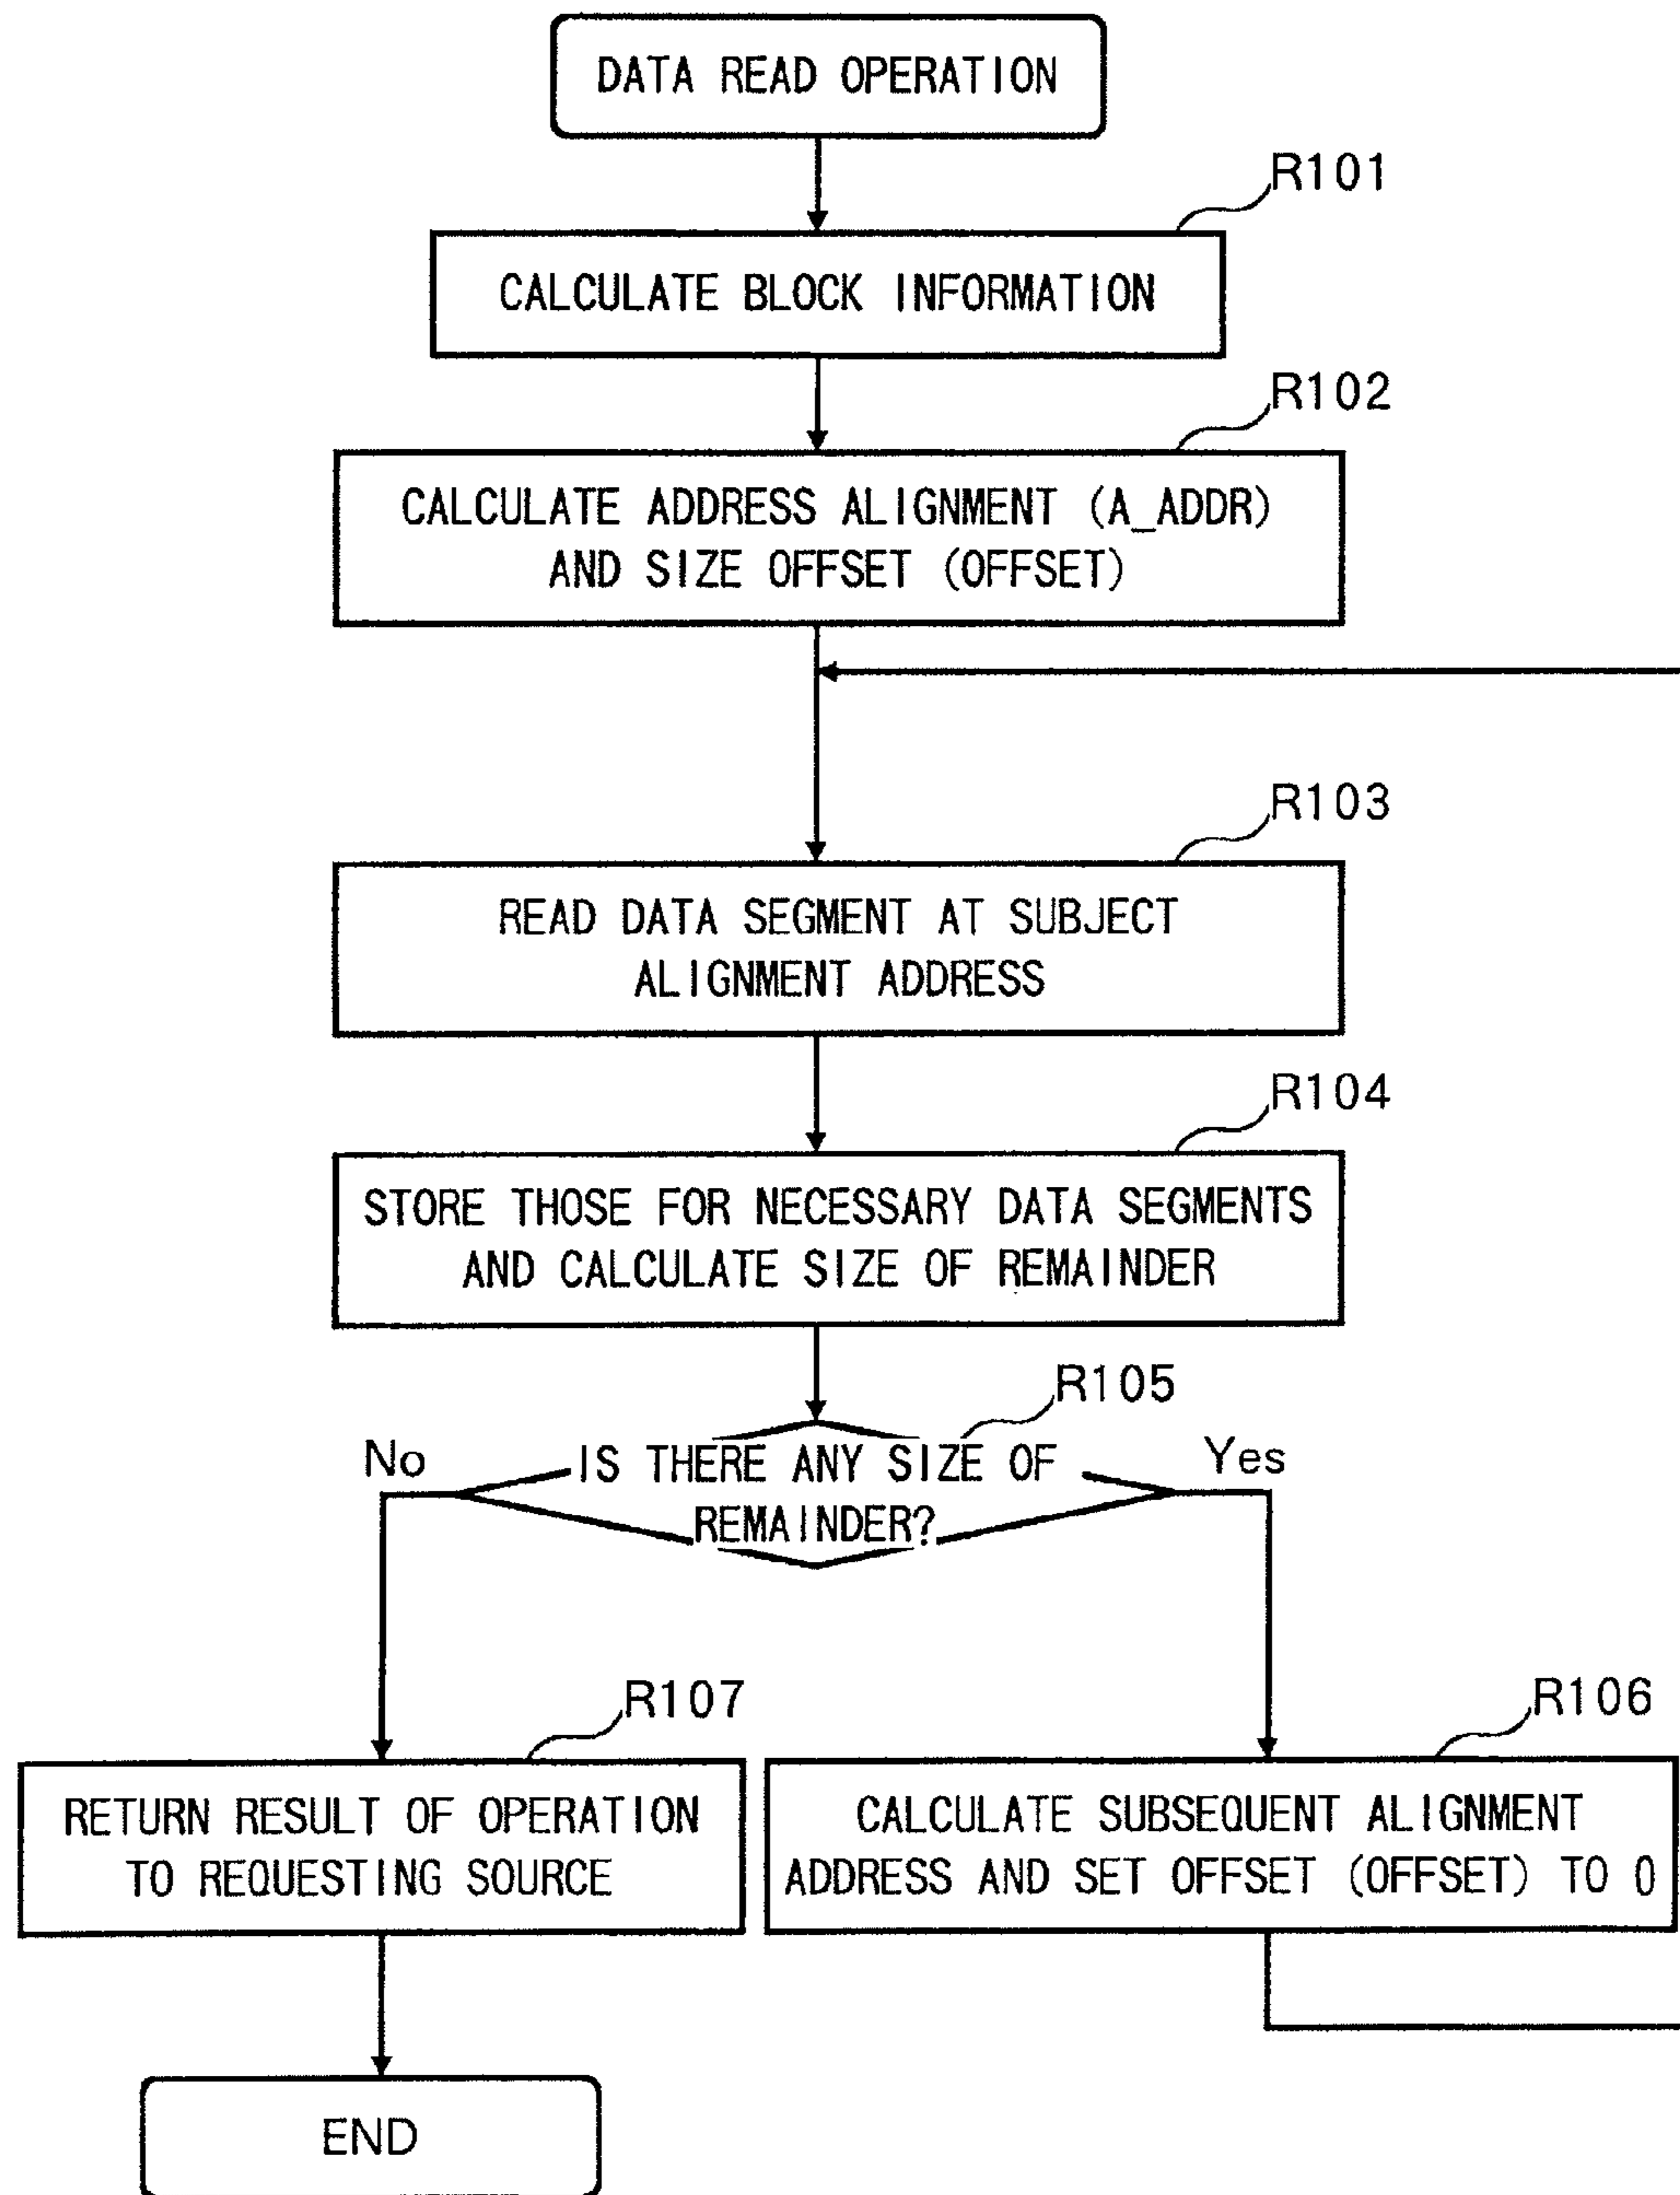 DATA READ OPERATION
R101
CALCULATE BLOCK INFORMATION
R102
CALCULATE ADDRESS ALIGNMENT (A_ADDR)
AND SIZE OFFSET (OFFSET)
R103
READ DATA SEGMENT AT SUBJECT
ALIGNMENT ADDRESS
R104
STORE THOSE FOR NECESSARY DATA SEGMENTS
AND CALCULATE SIZE OF REMAINDER
R105
No
IS THERE ANY SIZE OF
REMAINDER?
Yes
R107
RETURN RESULT OF OPERATION
TO REQUESTING SOURCE
R106
CALCULATE SUBSEQUENT ALIGNMENT
ADDRESS AND SET OFFSET (OFFSET) TO 0
END